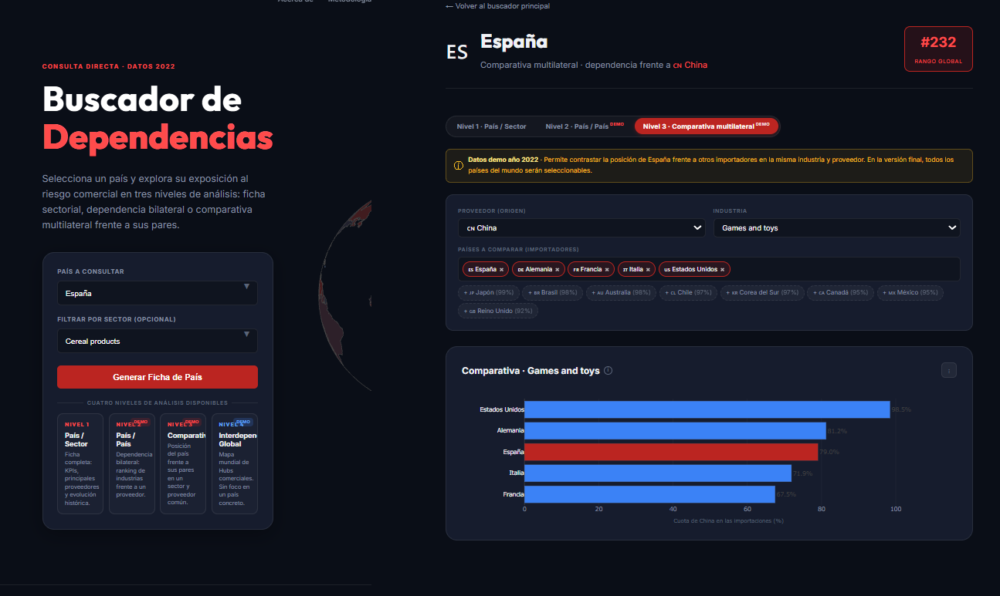 Acerca de Metodología
CONSULTA DIRECTA · DATOS 2022
Buscador de
Dependencias
Selecciona un país y explora su exposición al
riesgo comercial en tres niveles de análisis: ficha
sectorial, dependencia bilateral o comparativa
multilateral frente a sus pares.
PAÍS A CONSULTAR
España
FILTRAR POR SECTOR (OPCIONAL)
Cereal products
Generar Ficha de País
CUATRO NIVELES DE ANÁLISIS DISPONIBLES
NIVEL 1
País /
Sector
Ficha
completa:
KPIs,
principales
proveedores
y evolución
histórica.
NIVEL 2 DEMO
País /
País
Dependencia
bilateral:
ranking de
industrias
frente a un
proveedor.
NIVEL 3 DEMO
Comparativ
Posición
del país
frente a
sus pares
en un
sector y
proveedor
común.
NIVEL 4 DEMO
Interdepen
Global
Mapa
mundial de
Hubs
comerciales.
Sin foco en
un país
concreto.
← Volver al buscador principal
ES España
Comparativa multilateral · dependencia frente a CN China
#232
RANGO GLOBAL
Nivel 1 · País / Sector Nivel 2 · País / País DEMO Nivel 3 · Comparativa multilateral DEMO
Datos demo año 2022 · Permite contrastar la posición de España frente a otros importadores en la misma industria y proveedor. En la versión final, todos los
países del mundo serán seleccionables.
PROVEEDOR (ORIGEN) INDUSTRIA
CN China Games and toys
PAÍSES A COMPARAR (IMPORTADORES)
ES España × DE Alemania × FR Francia × IT Italia × US Estados Unidos ×
+ JP Japón (99%) + BR Brasil (98%) + AU Australia (98%) + CL Chile (97%) + KR Corea del Sur (97%) + CA Canadá (95%) + MX México (95%)
+ GB Reino Unido (92%)
Comparativa · Games and toys
Estados Unidos 98.5%
Alemania 81.2%
España 79.0%
Italia 71.9%
Francia 67.5%
0 20 40 60 80 100
Cuota de China en las importaciones (%)